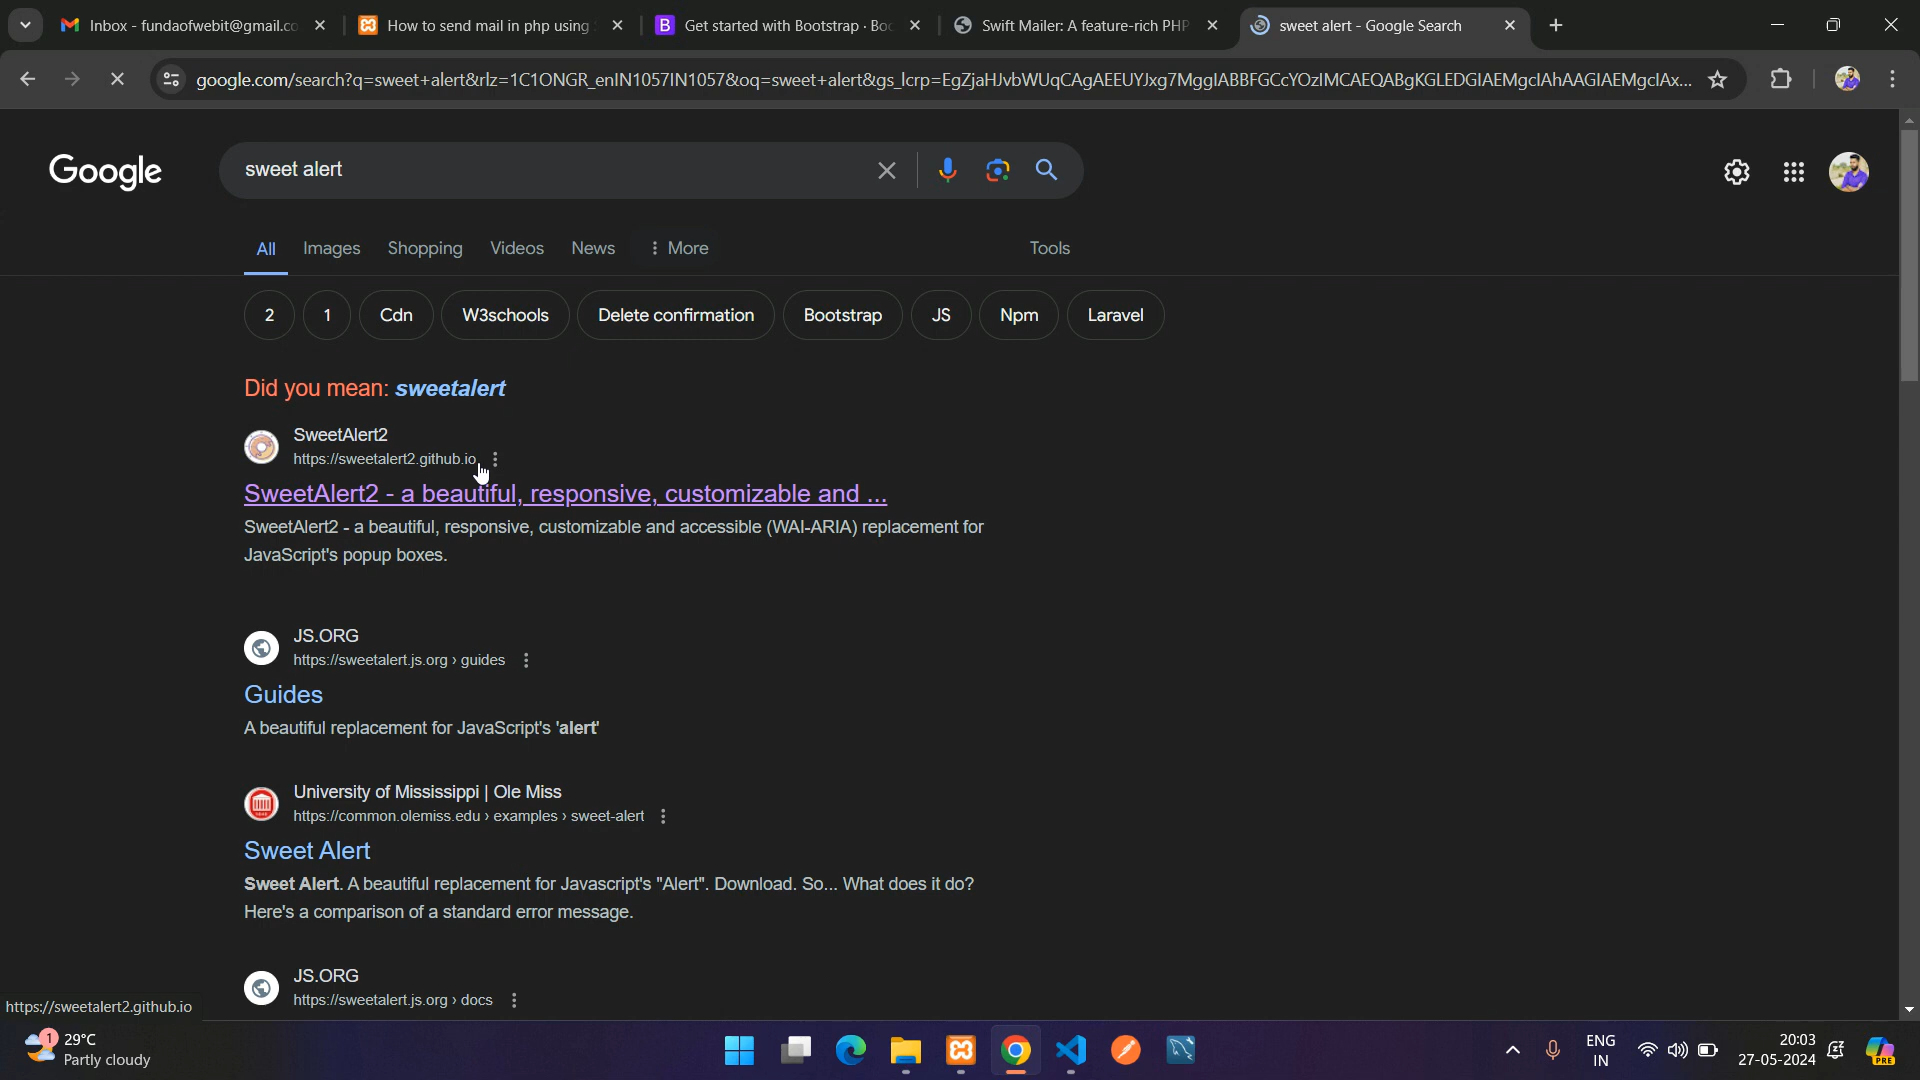 Inbox - fundaofwebit@gmail.co
How to send mail in php using
B
Get started with Bootstrap · Boo
Swift Mailer: A feature-rich PHP
sweet alert - Google Search
google.com/search?q=sweet+alert&rlz=1C1ONGR_enIN1057IN1057&oq=sweet+alert&gs_lcrp=EgZjaHJvbWUqCAgAEEUYJxg7MggIABBFGCcYOzIMCAEQABgKGLEDGIAEMgcIAhAAGIAEMgcIAx...
Google
sweet alert
All
Images
Shopping
Videos
News
More
Tools
2
1
Cdn
W3schools
Delete confirmation
Bootstrap
JS
Npm
Laravel
Did you mean: sweetalert
SweetAlert2
https://sweetalert2.github.io
SweetAlert2 - a beautiful, responsive, customizable and ...
SweetAlert2 - a beautiful, responsive, customizable and accessible (WAI-ARIA) replacement for
JavaScript's popup boxes.
JS.ORG
https://sweetalert.js.org › guides
Guides
A beautiful replacement for JavaScript's 'alert'
University of Mississippi | Ole Miss
https://common.olemiss.edu › examples › sweet-alert
Sweet Alert
Sweet Alert. A beautiful replacement for Javascript's "Alert". Download. So... What does it do?
Here's a comparison of a standard error message.
JS.ORG
https://sweetalert.js.org › docs
https://sweetalert2.github.io
1
29°C
Partly cloudy
ENG
IN
20:03
27-05-2024
PRE